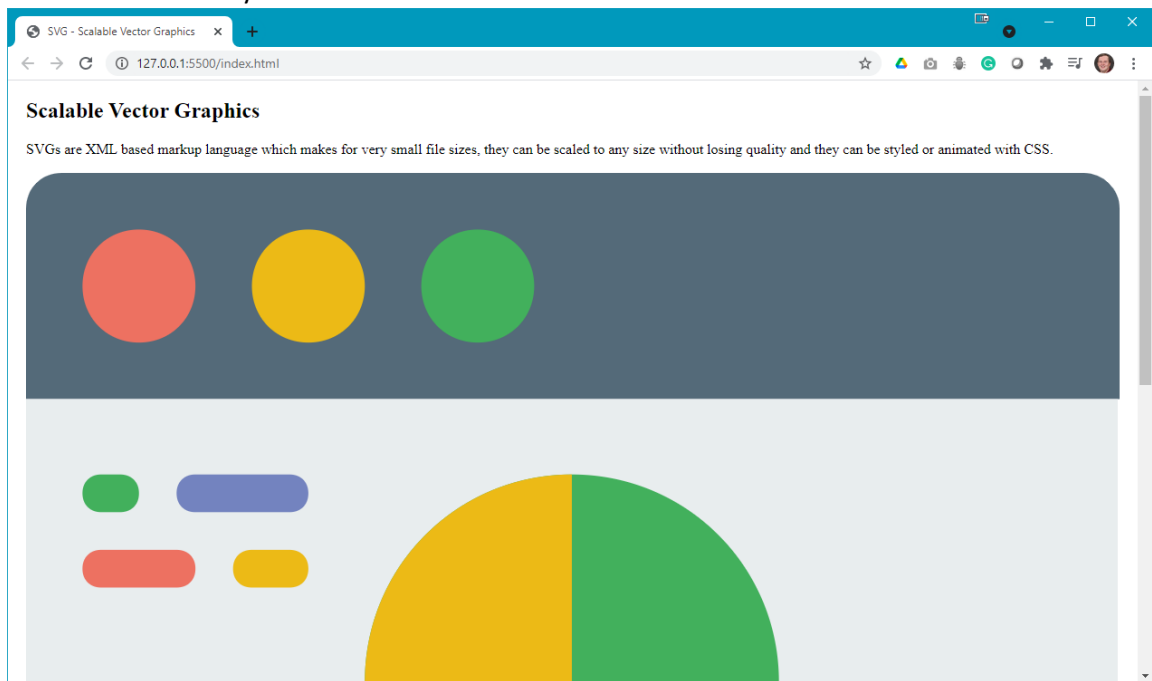 SVG - Scalable Vector Graphics
127.0.0.1:5500/index.html
Scalable Vector Graphics
SVGs are XML based markup language which makes for very small file sizes, they can be scaled to any size without losing quality and they can be styled or animated with CSS.